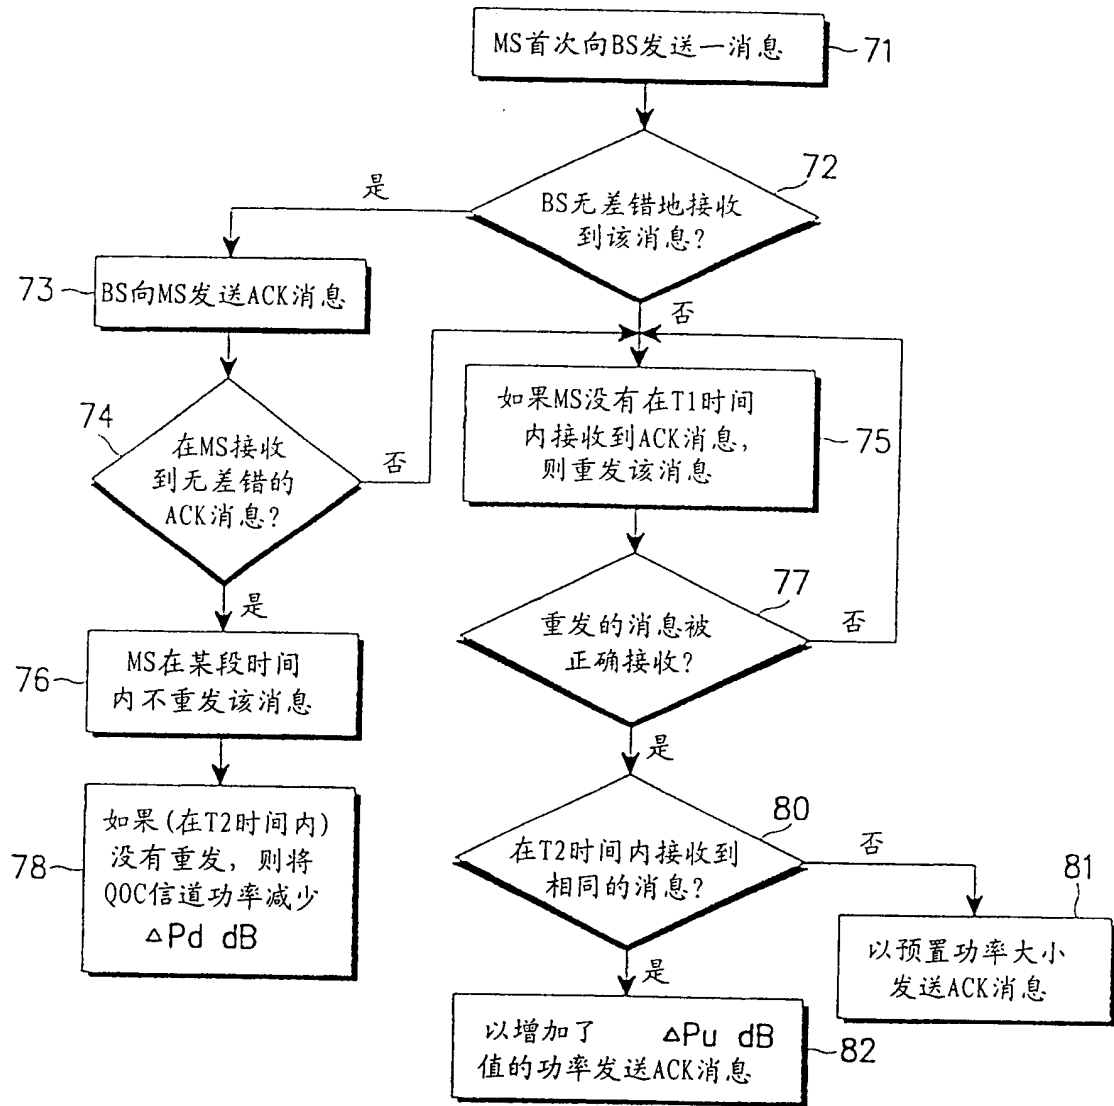 MS首次向BS发送一消息
71
72
BS无差错地接收
到该消息?
是
否
73
BS向MS发送ACK消息
74
在MS接收
到无差错的
ACK消息?
否
是
如果MS没有在T1时间
内接收到ACK消息,
则重发该消息
75
77
重发的消息被
正确接收?
否
是
76
MS在某段时间
内不重发该消息
78
如果(在T2时间内)
没有重发，则将
QOC信道功率减少
△Pd dB
80
在T2时间内接收到
相同的消息?
否
是
81
以预置功率大小
发送ACK消息
以增加了 △Pu dB
值的功率发送ACK消息
82